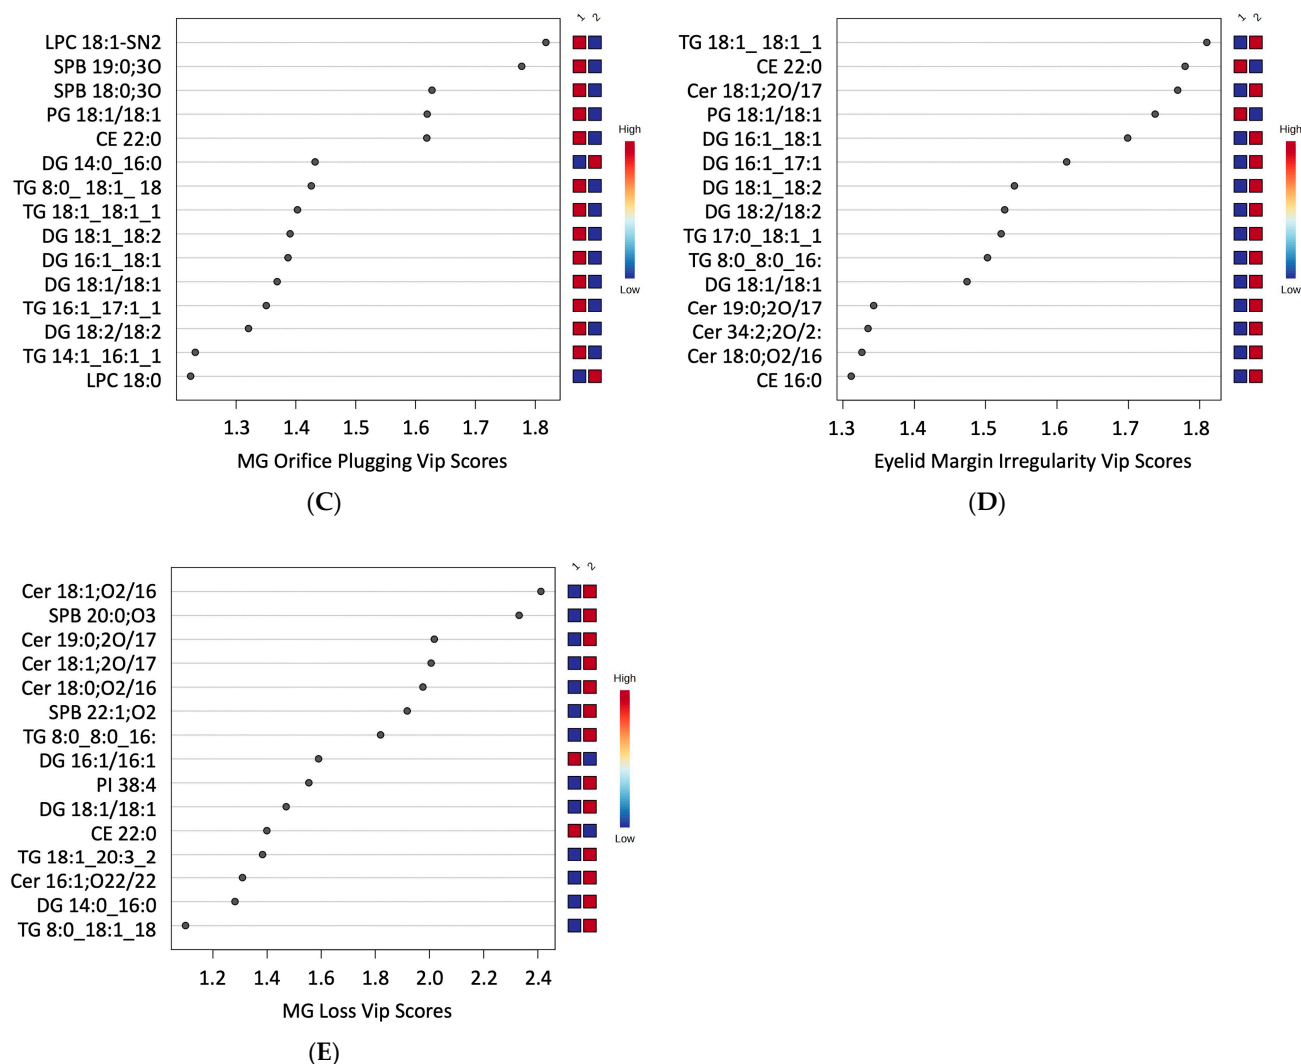 1 2
LPC 18:1-SN2
SPB 19:0;3O
SPB 18:0;3O
PG 18:1/18:1
CE 22:0
DG 14:0_16:0
TG 8:0_18:1_18
TG 18:1_18:1_1
DG 18:1_18:2
DG 16:1_18:1
DG 18:1/18:1
TG 16:1_17:1_1
DG 18:2/18:2
TG 14:1_16:1_1
LPC 18:0
High
Low
1.3 1.4 1.5 1.6 1.7 1.8
MG Orifice Plugging Vip Scores
(C)
1 2
TG 18:1_ 18:1_1
CE 22:0
Cer 18:1;2O/17
PG 18:1/18:1
DG 16:1_18:1
DG 16:1_17:1
DG 18:1_18:2
DG 18:2/18:2
TG 17:0_18:1_1
TG 8:0_8:0_16:
DG 18:1/18:1
Cer 19:0;2O/17
Cer 34:2;2O/2:
Cer 18:0;O2/16
CE 16:0
High
Low
1.3 1.4 1.5 1.6 1.7 1.8
Eyelid Margin Irregularity Vip Scores
(D)
1 2
Cer 18:1;O2/16
SPB 20:0;O3
Cer 19:0;2O/17
Cer 18:1;2O/17
Cer 18:0;O2/16
SPB 22:1;O2
TG 8:0_8:0_16:
DG 16:1/16:1
PI 38:4
DG 18:1/18:1
CE 22:0
TG 18:1_20:3_2
Cer 16:1;O22/22
DG 14:0_16:0
TG 8:0_18:1_18
High
Low
1.2 1.4 1.6 1.8 2.0 2.2 2.4
MG Loss Vip Scores
(E)